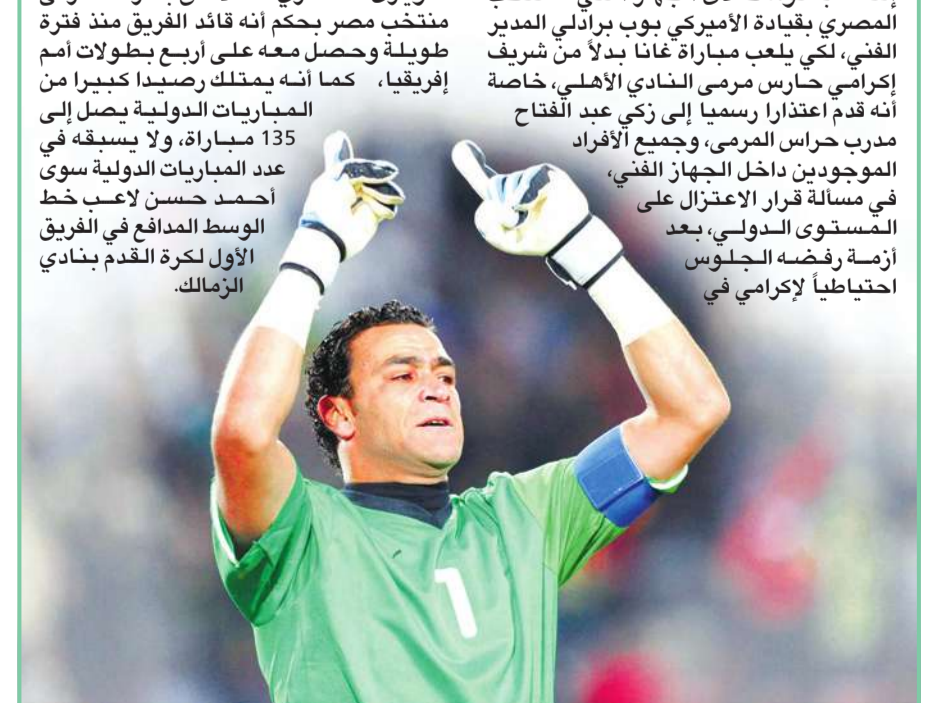 المصري بقيادة الأميركي بوب برادلي المدير
الفني، لكي يلعب مباراة غانا بدلاً من شريف
إكرامي حارس مرمى النادي الأهلي، خاصة
أنه قدم اعتذارا رسميا إلى زكي عبد الفتاح
مدرب حراس المرمى، وجميع الأفراد
الموجودين داخل الجهاز الفني،
في مسألة قرار الاعتزال على
المستوى الدولي، بعد
أزمة رفضه الجلوس
احتياطياً لإكرامي في
منتخب مصر بحكم أنه قائد الفريق منذ فترة
طويلة وحصل معه على أربع بطولات أمم
إفريقيا، كما أنه يمتلك رصيدا كبيرا من
المباريات الدولية يصل إلى
135 مباراة، ولا يسبقه في
عدد المباريات الدولية سوى
أحمد حسن لاعب خط
الوسط المدافع في الفريق
الأول لكرة القدم بنادي
الزمالك.
1